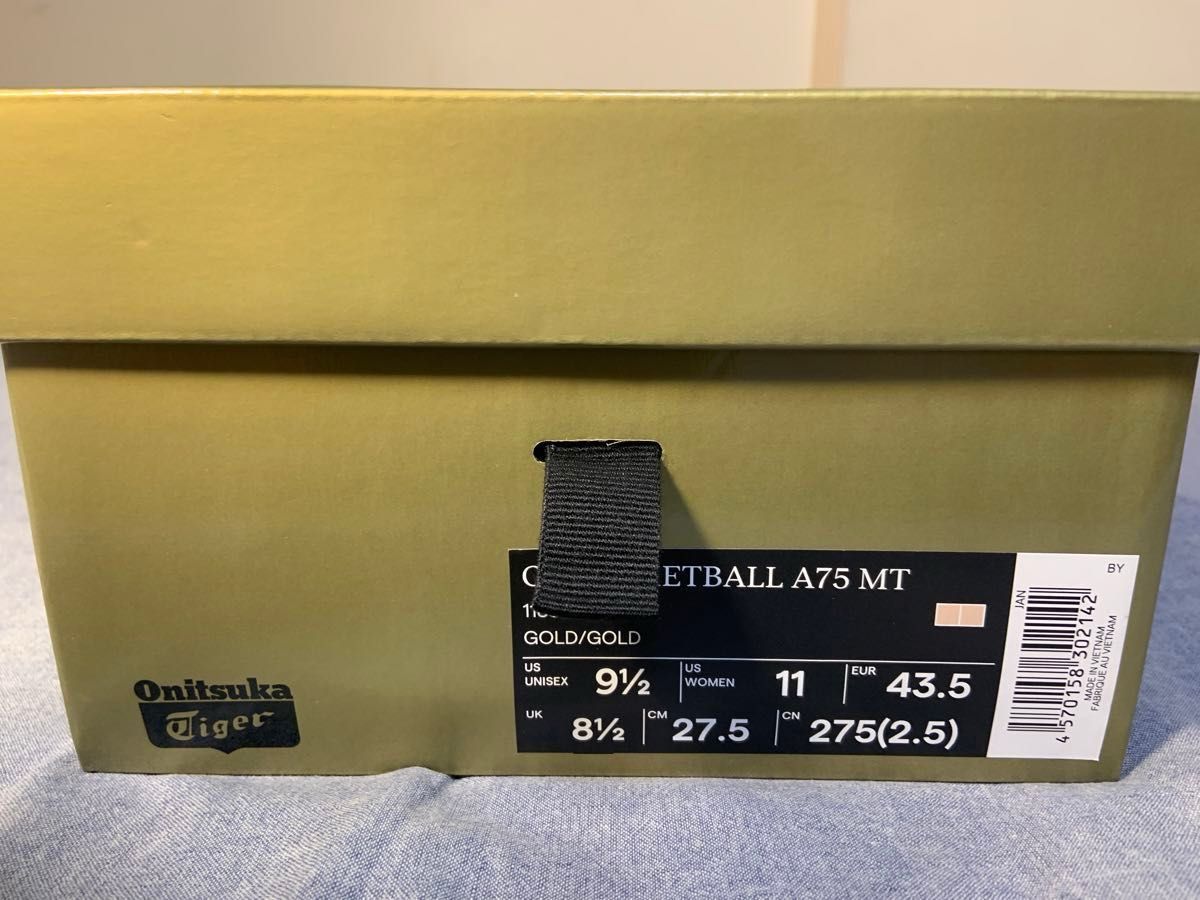 Onitsuka
Tiger
ETBALL A75 MT
GOLD/GOLD
US UNISEX 9½ US WOMEN 11 EUR 43.5
UK 8½ CM 27.5 CN 275(2.5)
BY
JAN
4 570158 302142
MADE IN VIETNAM
FABRIQUE AU VIETNAM